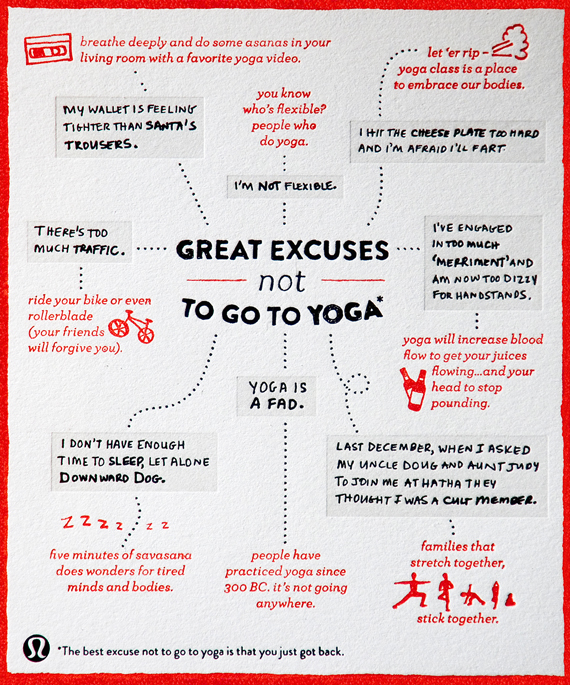 breathe deeply and do some asanas in your
living room with a favorite yoga video.
let 'er rip –
yoga class is a place
to embrace our bodies.
you know
who's flexible?
people who
do yoga.
MY WALLET IS FEELING
TIGHTER THAN SANTA'S
TROUSERS.
I HIT THE CHEESE PLATE TOO HARD
AND I'M AFRAID I'LL FART
I'M NOT FLEXIBLE.
THERE'S TOO
MUCH TRAFFIC.
I'VE ENGAGED
IN TOO MUCH
'MERRIMENT' AND
AM NOW TOO DIZZY
FOR HANDSTANDS.
GREAT EXCUSES
not
TO GO TO YOGA*
ride your bike or even
rollerblade
(your friends
will forgive you).
yoga will increase blood
flow to get your juices
flowing...and your
head to stop
pounding.
YOGA IS
A FAD.
I DON'T HAVE ENOUGH
TIME TO SLEEP, LET ALONE
DOWNWARD DOG.
LAST DECEMBER, WHEN I ASKED
MY UNCLE DOUG AND AUNT JUDY
TO JOIN ME AT HATHA THEY
THOUGHT I WAS A CULT MEMBER.
Z Z Z Z Z Z
five minutes of savasana
does wonders for tired
minds and bodies.
people have
practiced yoga since
300 BC. it's not going
anywhere.
families that
stretch together,
stick together.
*The best excuse not to go to yoga is that you just got back.